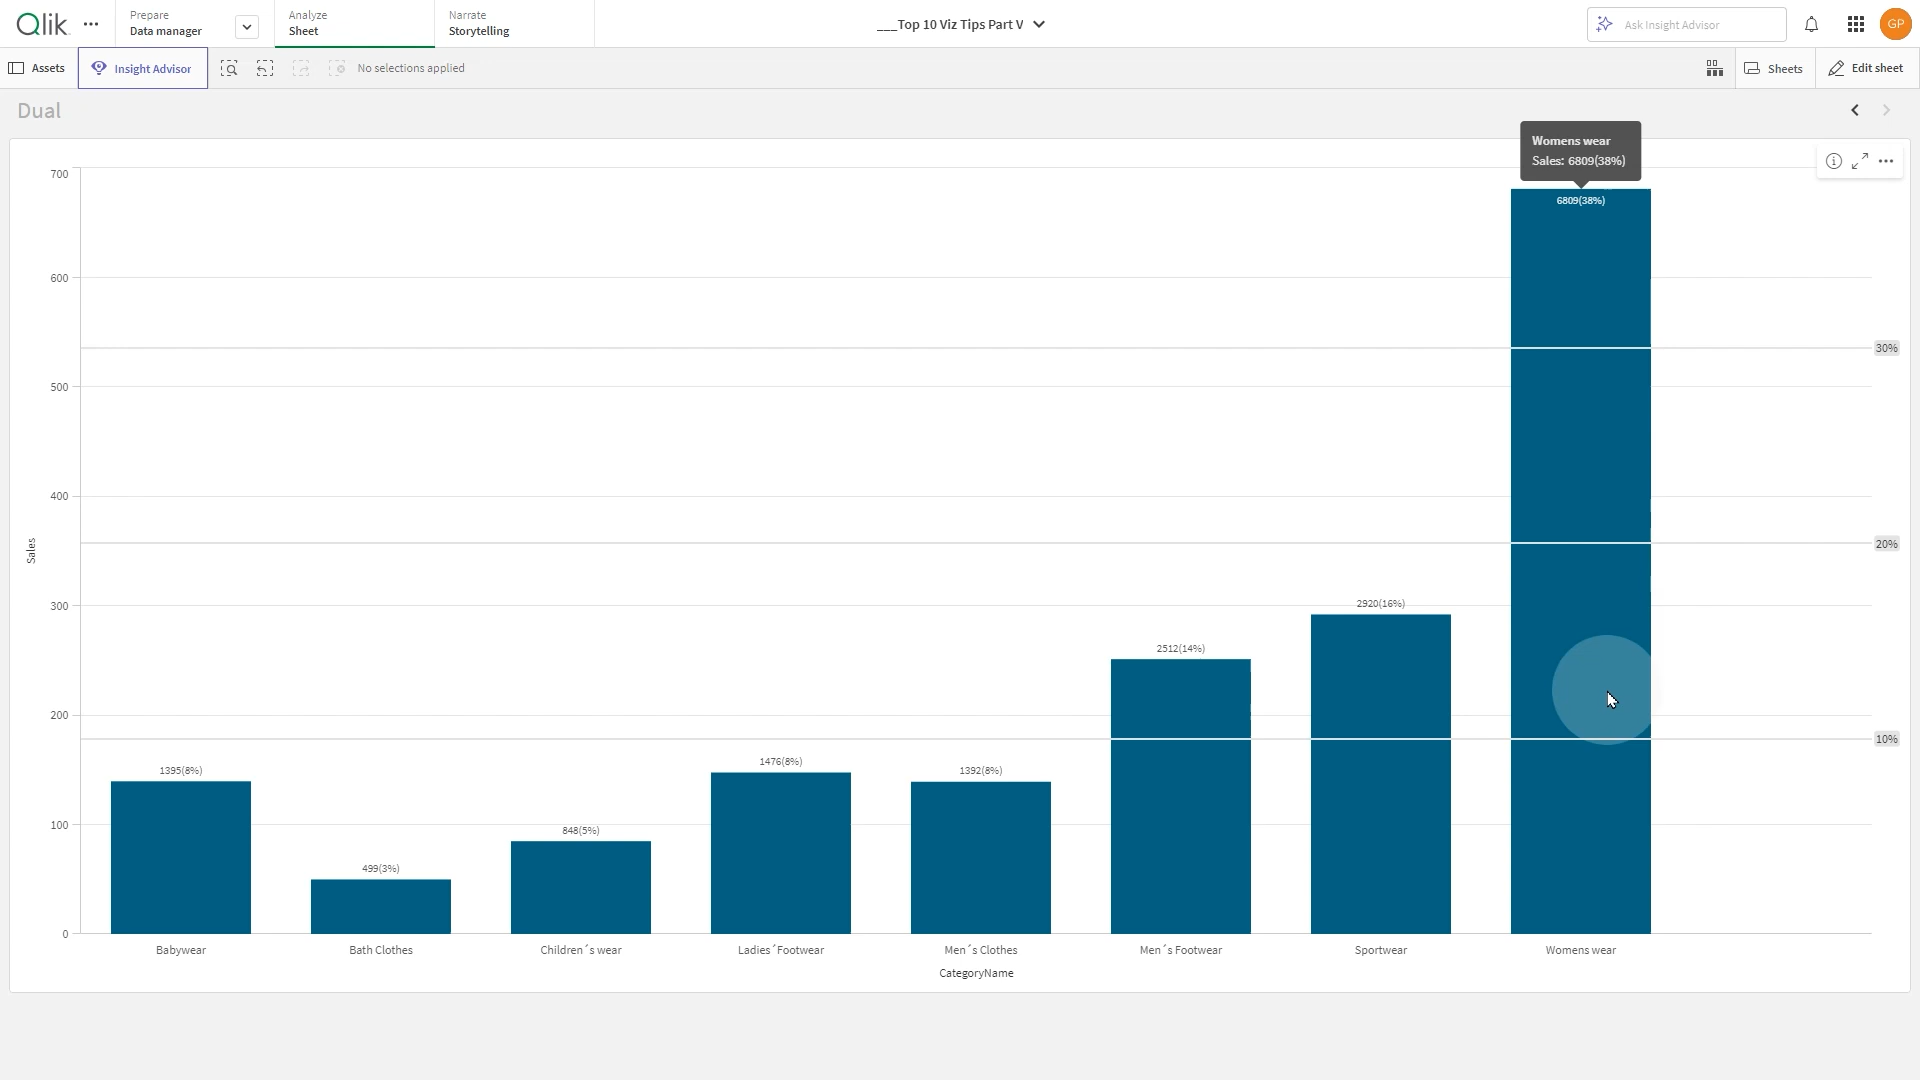 Qlik
Prepare
Data manager
Analyze
Sheet
Narrate
Storytelling
___Top 10 Viz Tips Part V
Ask Insight Advisor
GP
Assets
Insight Advisor
No selections applied
Sheets
Edit sheet
Dual
Womens wear
Sales: 6809(38%)
700
600
500
400
300
200
100
0
Sales
30%
20%
10%
1395(8%)
499(3%)
848(5%)
1476(8%)
1392(8%)
2512(14%)
2920(16%)
6809(38%)
Babywear
Bath Clothes
Children´s wear
Ladies´Footwear
Men´s Clothes
Men´s Footwear
Sportwear
Womens wear
CategoryName